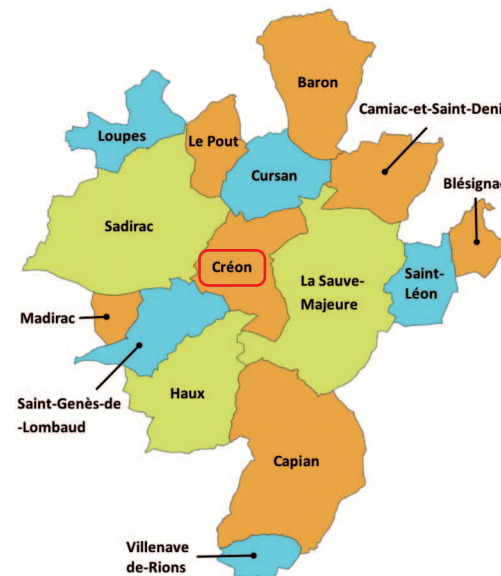 Baron
Camiac-et-Saint-Deni
Loupes
Le Pout
Cursan
Blésignac
Sadirac
Créon
La Sauve-
Majeure
Saint-
Léon
Madirac
Saint-Genès-de
-Lombaud
Haux
Capian
Villenave
de-Rions